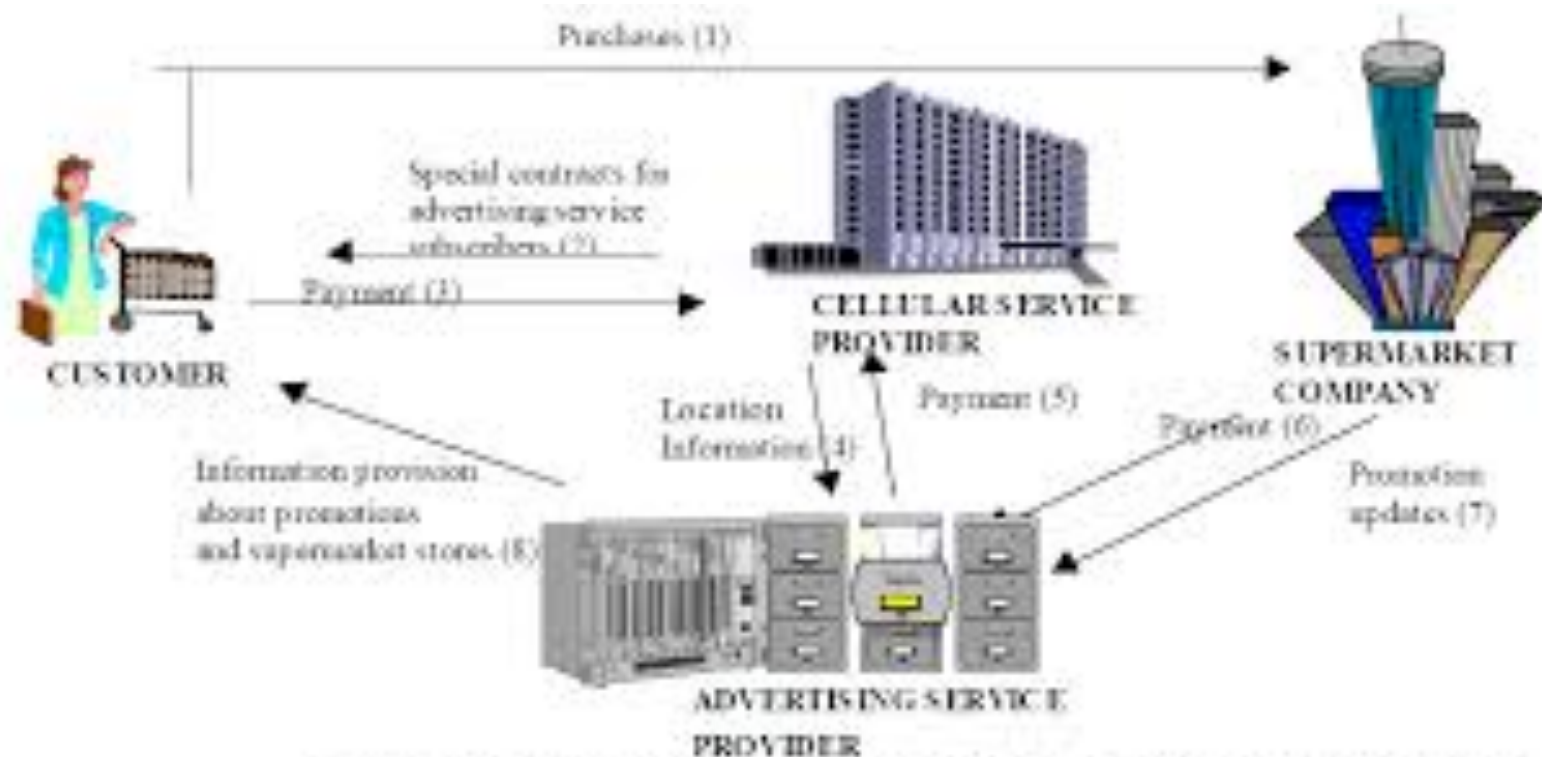 Purchases (1)
Special contracts for
advertising service
subscribers (2)
Payment (3)
CELLULAR SERVICE
PROVIDER
SUPERMARKET
COMPANY
CUSTOMER
Location
Information (4)
Payment (5)
Payment (6)
Promotion
updates (7)
Information provision
about promotions
and supermarket stores (8)
ADVERTISING SERVICE
PROVIDER